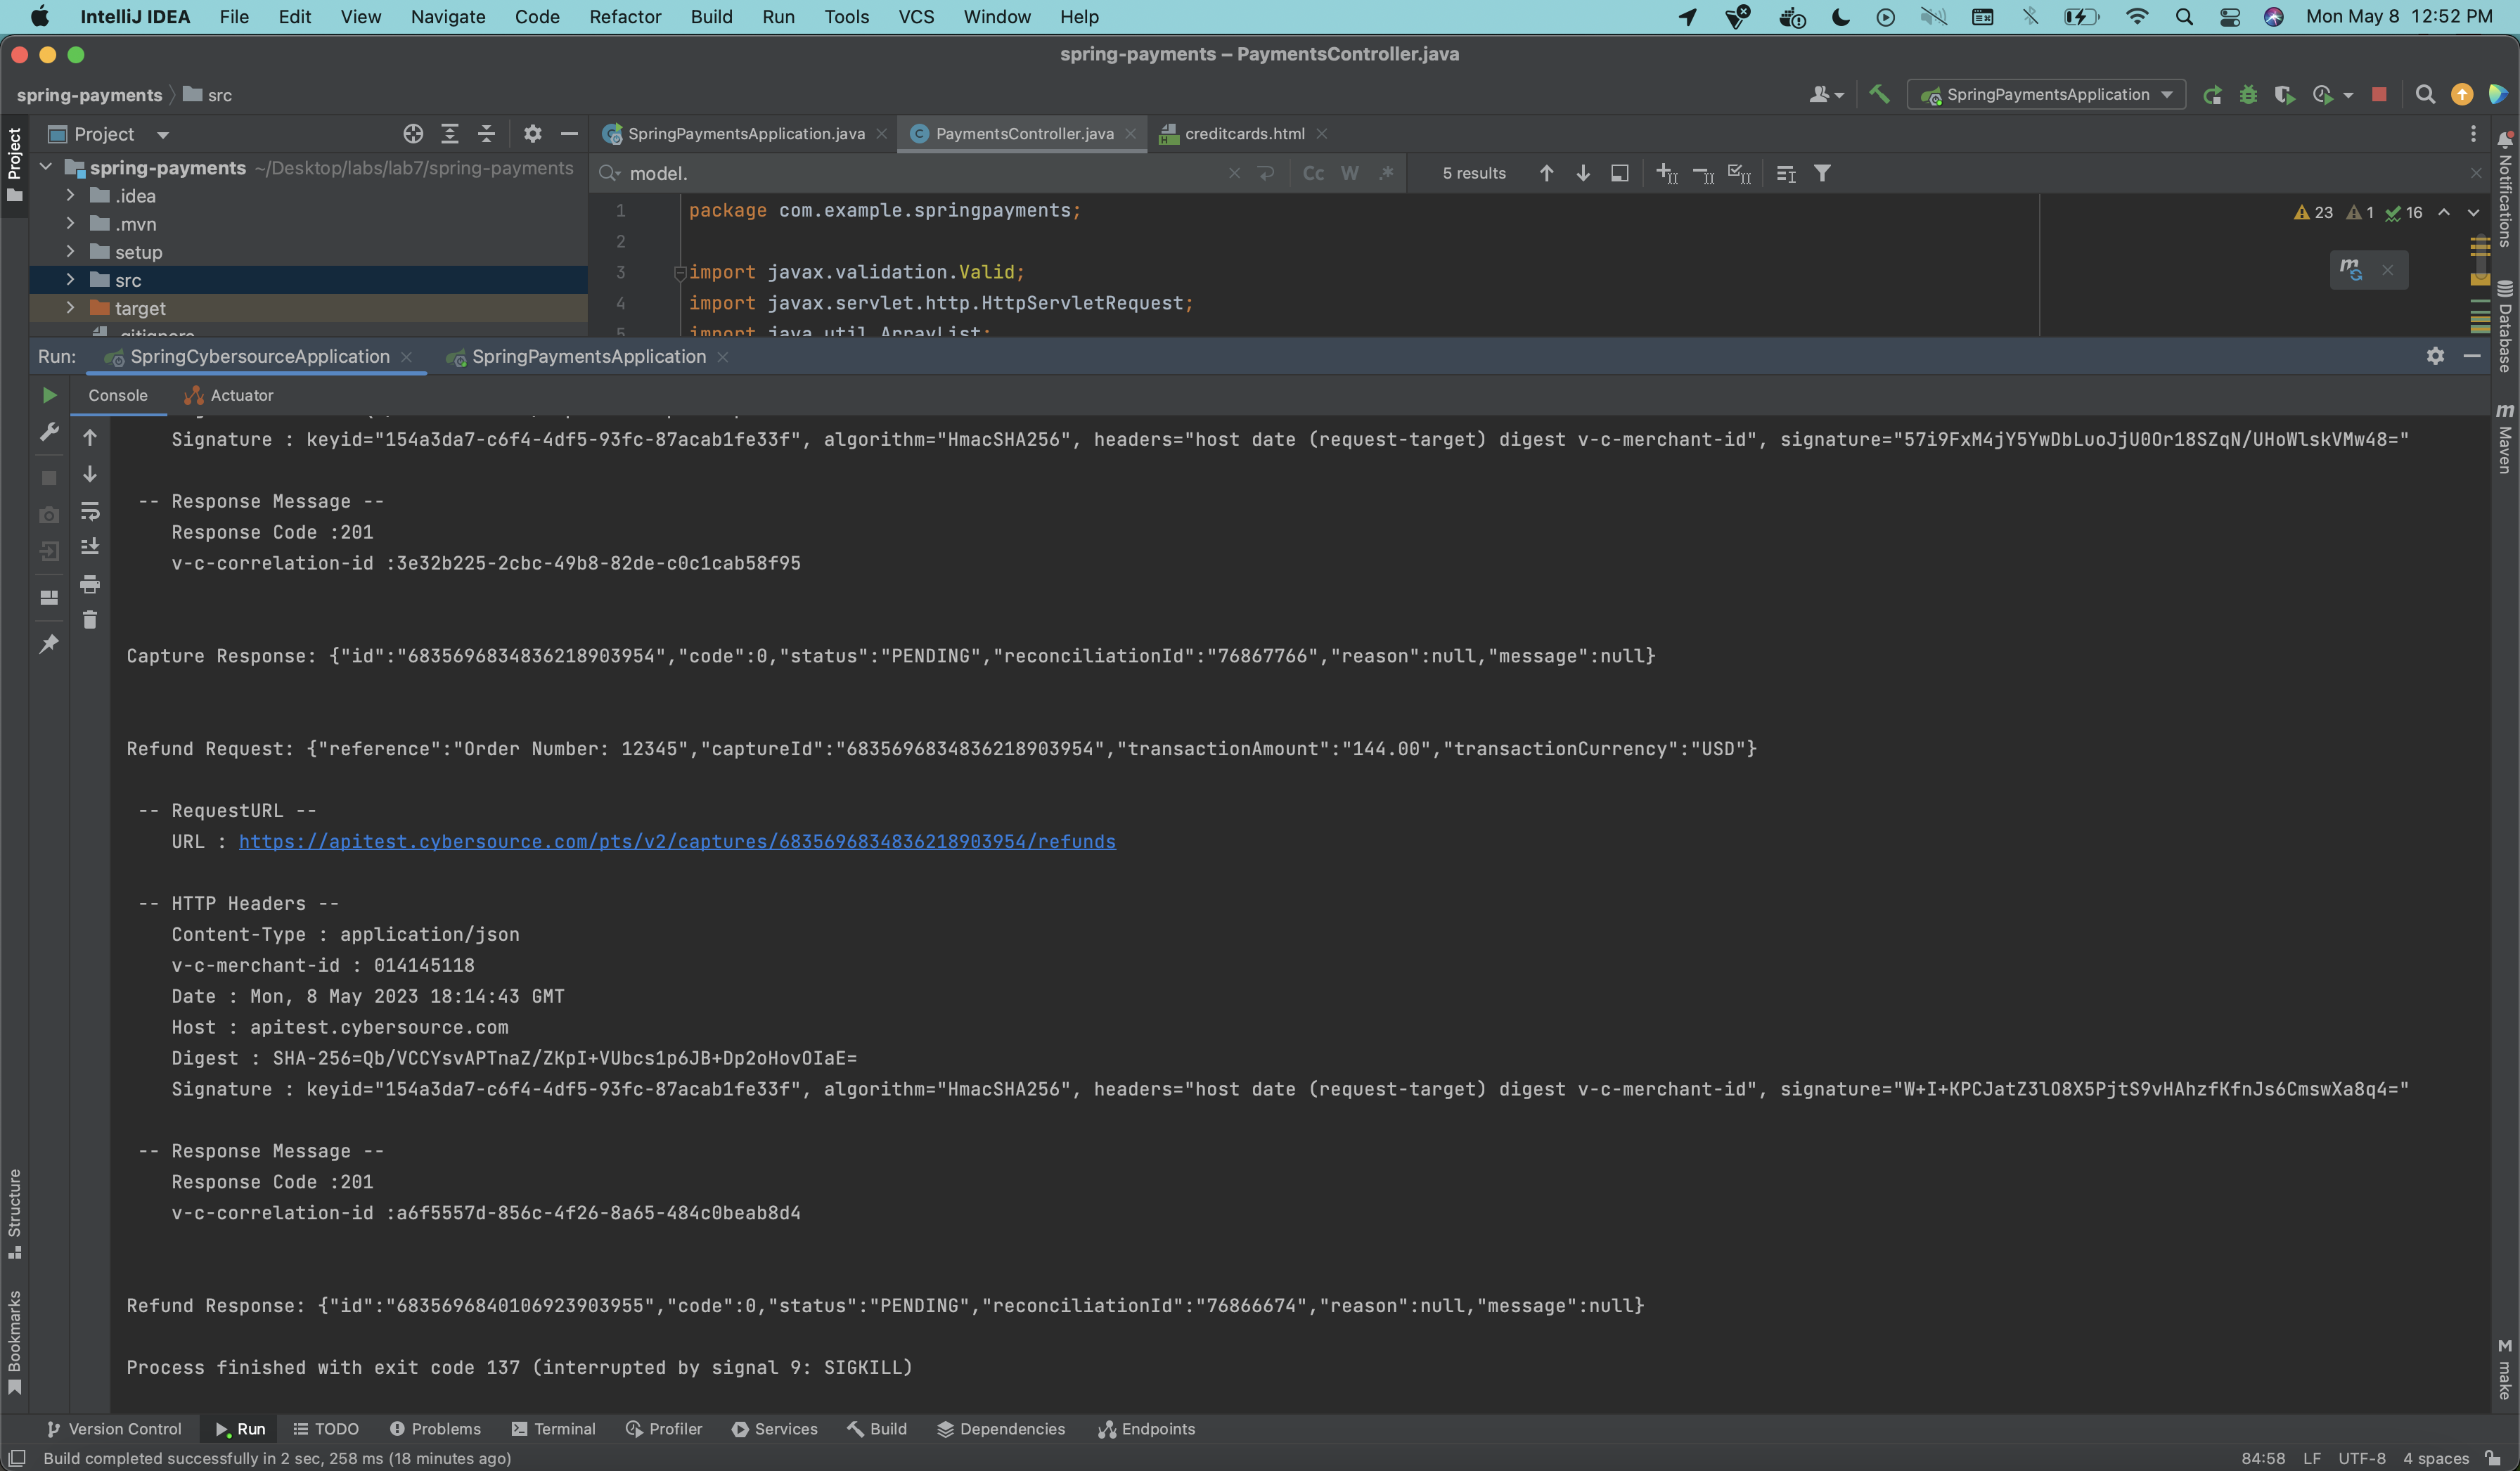 IntelliJ IDEA File Edit View Navigate Code Refactor Build Run Tools VCS Window Help Mon May 8 12:52 PM
spring-payments – PaymentsController.java
spring-payments src SpringPaymentsApplication
Project SpringPaymentsApplication.java PaymentsController.java creditcards.html
spring-payments ~/Desktop/labs/lab7/spring-payments
.idea
.mvn
setup
src
target
.gitignore
model. Cc W .* 5 results
1 package com.example.springpayments;
2
3 import javax.validation.Valid;
4 import javax.servlet.http.HttpServletRequest;
5 import java.util.ArrayList;
23 1 16
Project
Notifications
Database
Maven
make
Structure
Bookmarks
Run: SpringCybersourceApplication SpringPaymentsApplication
Console Actuator
Signature : keyid="154a3da7-c6f4-4df5-93fc-87acab1fe33f", algorithm="HmacSHA256", headers="host date (request-target) digest v-c-merchant-id", signature="57i9FxM4jY5YwDbLuoJjU0Or18SZqN/UHoWlskVMw48="
-- Response Message --
Response Code :201
v-c-correlation-id :3e32b225-2cbc-49b8-82de-c0c1cab58f95
Capture Response: {"id":"6835696834836218903954","code":0,"status":"PENDING","reconciliationId":"76867766","reason":null,"message":null}
Refund Request: {"reference":"Order Number: 12345","captureId":"6835696834836218903954","transactionAmount":"144.00","transactionCurrency":"USD"}
-- RequestURL --
URL : https://apitest.cybersource.com/pts/v2/captures/6835696834836218903954/refunds
-- HTTP Headers --
Content-Type : application/json
v-c-merchant-id : 014145118
Date : Mon, 8 May 2023 18:14:43 GMT
Host : apitest.cybersource.com
Digest : SHA-256=Qb/VCCYsvAPTnaZ/ZKpI+VUbcs1p6JB+Dp2oHovOIaE=
Signature : keyid="154a3da7-c6f4-4df5-93fc-87acab1fe33f", algorithm="HmacSHA256", headers="host date (request-target) digest v-c-merchant-id", signature="W+I+KPCJatZ3lO8X5PjtS9vHAhzfKfnJs6CmswXa8q4="
-- Response Message --
Response Code :201
v-c-correlation-id :a6f5557d-856c-4f26-8a65-484c0beab8d4
Refund Response: {"id":"6835696840106923903955","code":0,"status":"PENDING","reconciliationId":"76866674","reason":null,"message":null}
Process finished with exit code 137 (interrupted by signal 9: SIGKILL)
Version Control Run TODO Problems Terminal Profiler Services Build Dependencies Endpoints
Build completed successfully in 2 sec, 258 ms (18 minutes ago) 84:58 LF UTF-8 4 spaces